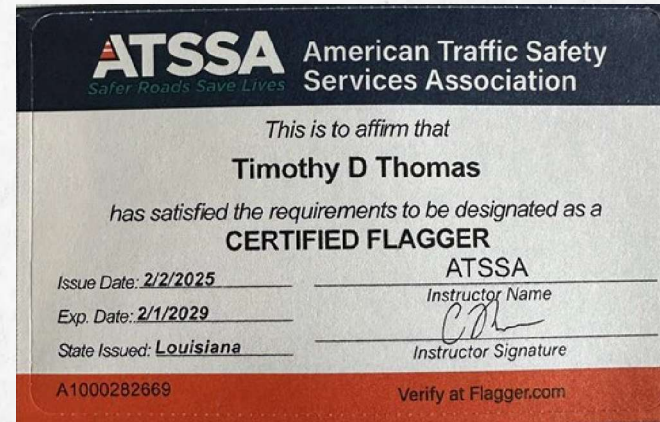 ATSSA
Safer Roads Save Lives
American Traffic Safety
Services Association
This is to affirm that
Timothy D Thomas
has satisfied the requirements to be designated as a
CERTIFIED FLAGGER
Issue Date: 2/2/2025
Exp. Date: 2/1/2029
State Issued: Louisiana
ATSSA
Instructor Name
Instructor Signature
A1000282669
Verify at Flagger.com